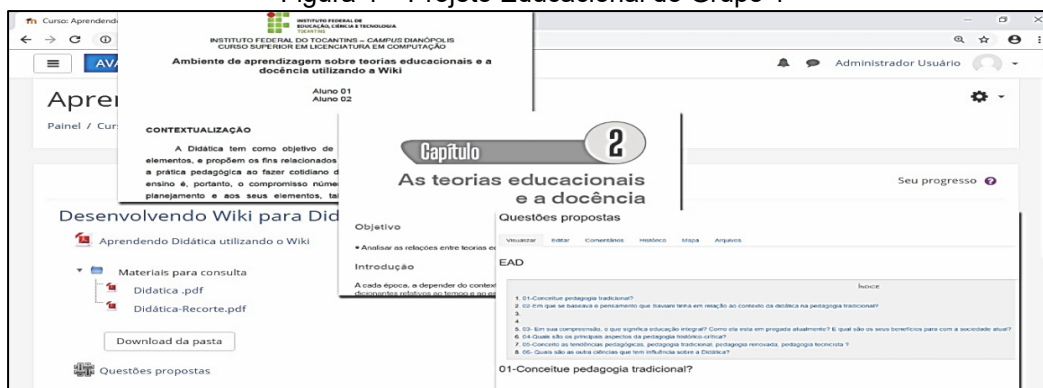 Figura 1 – Projeto Educacional do Grupo 1
Curso: Aprendend
INSTITUTO FEDERAL DE
EDUCAÇÃO, CIÊNCIA E TECNOLOGIA
TOCANTINS
INSTITUTO FEDERAL DO TOCANTINS – CAMPUS DIANÓPOLIS
CURSO SUPERIOR EM LICENCIATURA EM COMPUTAÇÃO
Ambiente de aprendizagem sobre teorias educacionais e a
docência utilizando a Wiki
Aluno 01
Aluno 02
AVA
Administrador Usuário
Apre
Painel / Cur
CONTEXTUALIZAÇÃO
A Didática tem como objetivo de
elementos, e propõem os fins relacionados
a prática pedagógica ao fazer cotidiano d
ensino é, portanto, o compromisso núme
planejamento e aos seus elementos, tai
Capítulo 2
As teorias educacionais
e a docência
Objetivo
• Analisar as relações entre teorias e
Introdução
A cada época, a depender do contex
Seu progresso
Desenvolvendo Wiki para Did
Aprendendo Didática utilizando o Wiki
Materiais para consulta
Didatica .pdf
Didática-Recorte.pdf
Download da pasta
Questões propostas
Questões propostas
Visualizar Editar Comentários Histórico Mapa Arquivos
EAD
ÍNDICE
1. 01-Conceitue pedagogia tradicional?
2. 02-Em que se baseava o pensamento que Saviani tinha em relação ao contexto da didática na pedagogia tradicional?
3.
4.
5. 03- Em sua compreensão, o que significa educação integral? Como ela esta em pregada atualmente? E qual são os seus benefícios para com a sociedade atual?
6. 04-Quais são os principais aspectos da pedagogia histórico-crítica?
7. 05-Conceito as tendências pedagógicas, pedagogia tradicional, pedagogia renovada, pedagogia tecnicista ?
8. 06- Quais são as outra ciências que tem influência sobre a Didática?
01-Conceitue pedagogia tradicional?